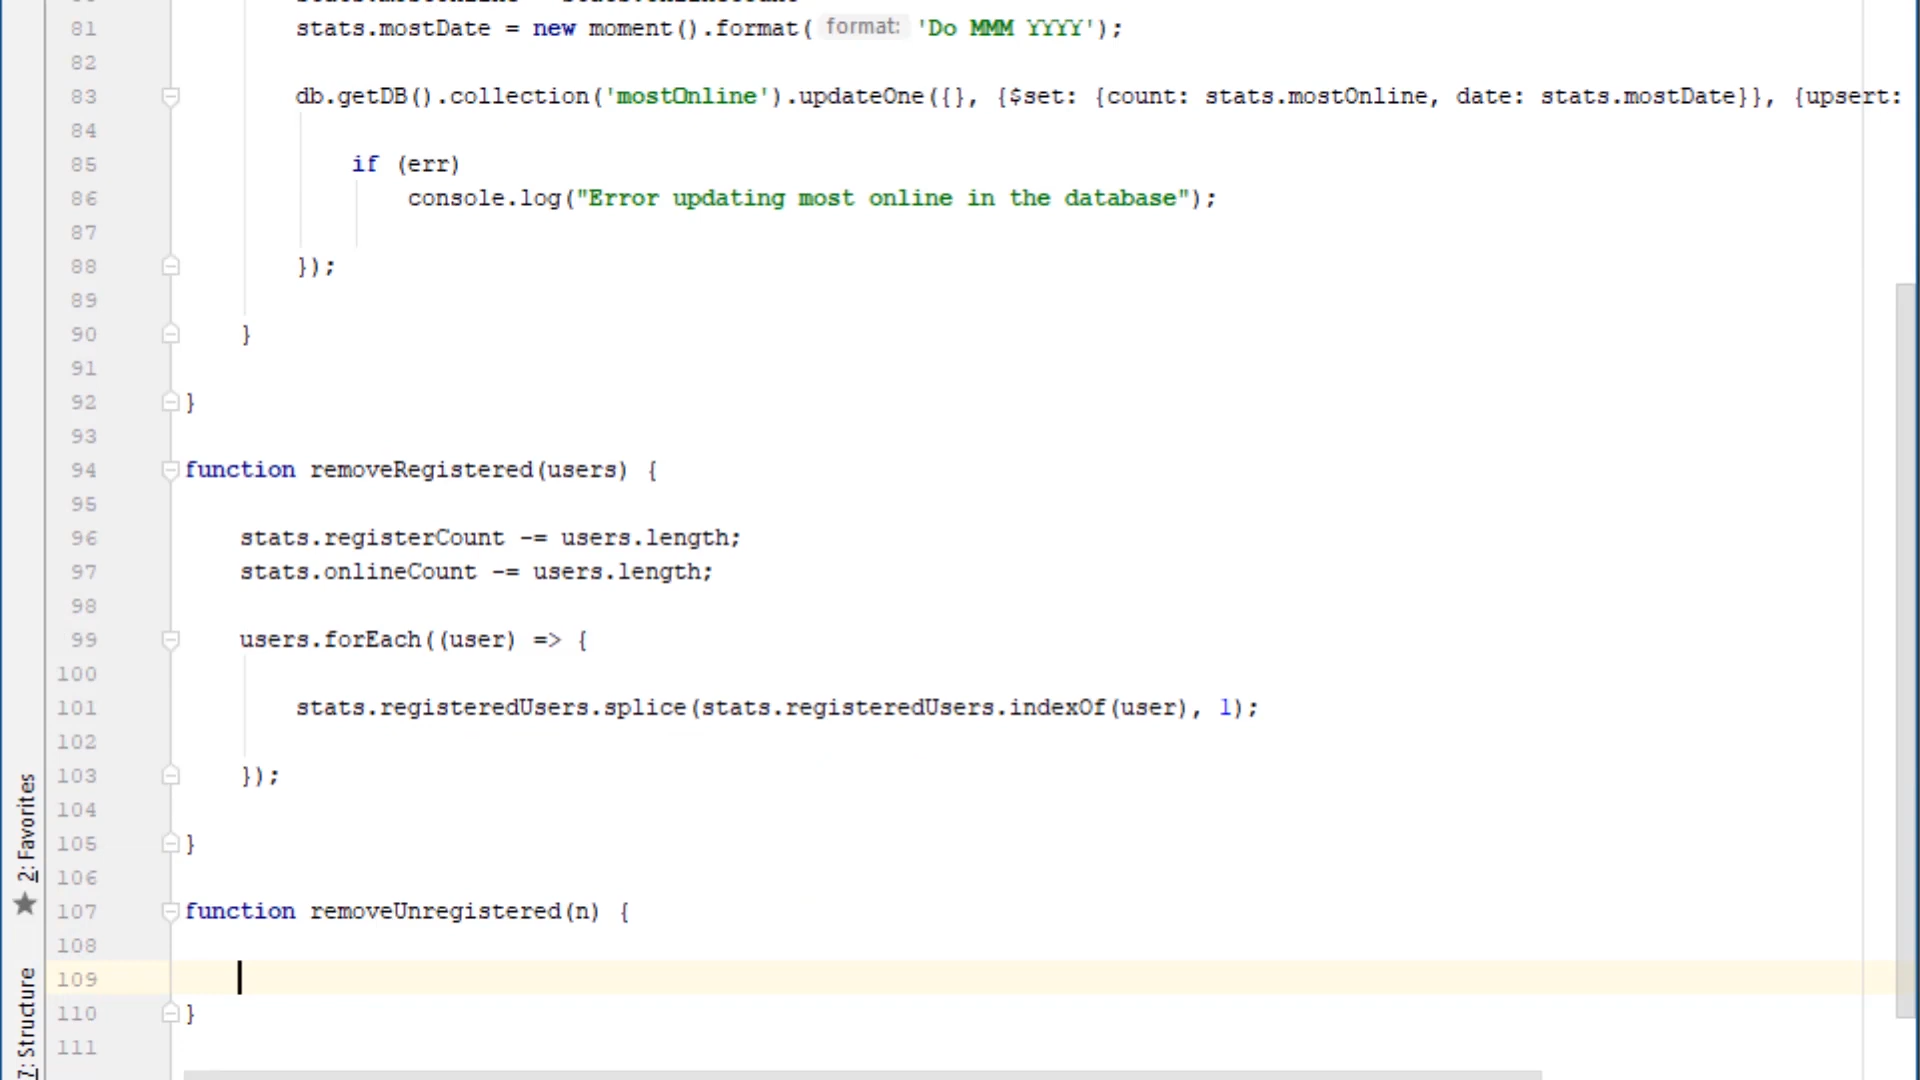 81 stats.mostDate = new moment().format( format: 'Do MMM YYYY');
82
83 db.getDB().collection('mostOnline').updateOne({}, {$set: {count: stats.mostOnline, date: stats.mostDate}}, {upsert:
84
85 if (err)
86 console.log("Error updating most online in the database");
87
88 });
89
90 }
91
92 }
93
94 function removeRegistered(users) {
95
96 stats.registerCount -= users.length;
97 stats.onlineCount -= users.length;
98
99 users.forEach((user) => {
100
101 stats.registeredUsers.splice(stats.registeredUsers.indexOf(user), 1);
102
103 });
104
105 }
106
107 function removeUnregistered(n) {
108
109
110 }
111
2: Favorites
7: Structure